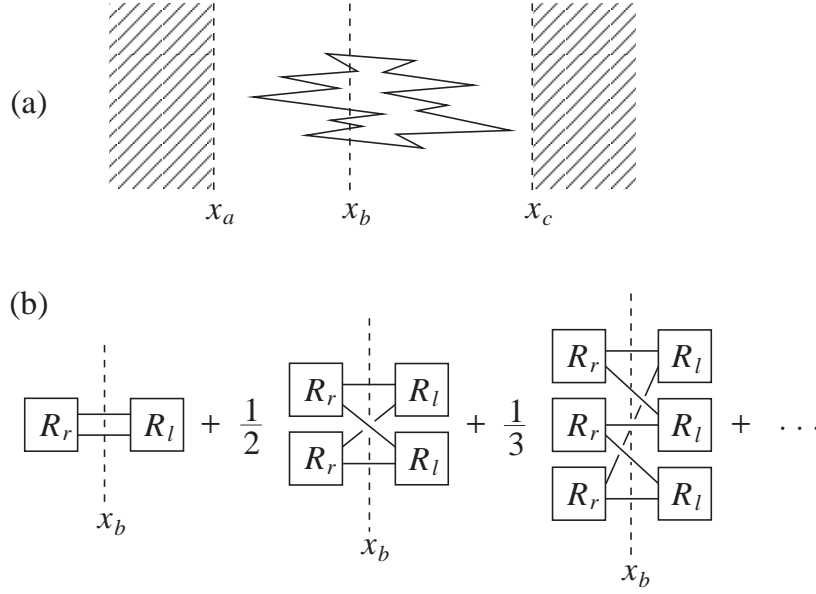 (a)
x_a x_b x_c
(b)
R_r R_l + 1/2 R_r R_l R_r R_l + 1/3 R_r R_l R_r R_l R_r R_l + ...
x_b x_b x_b